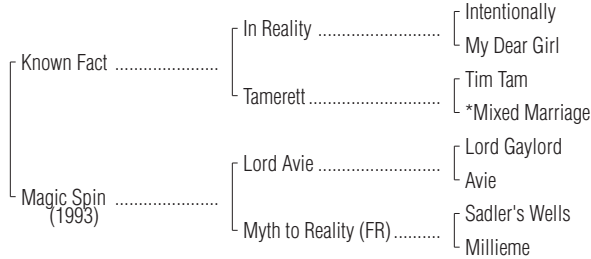 Intentionally
In Reality ..........................
My Dear Girl
Known Fact ......................
Tim Tam
Tamerett ............................
*Mixed Marriage
Lord Gaylord
Lord Avie ..........................
Avie
Magic Spin ......................
(1993)
Sadler's Wells
Myth to Reality (FR) ..........
Millieme